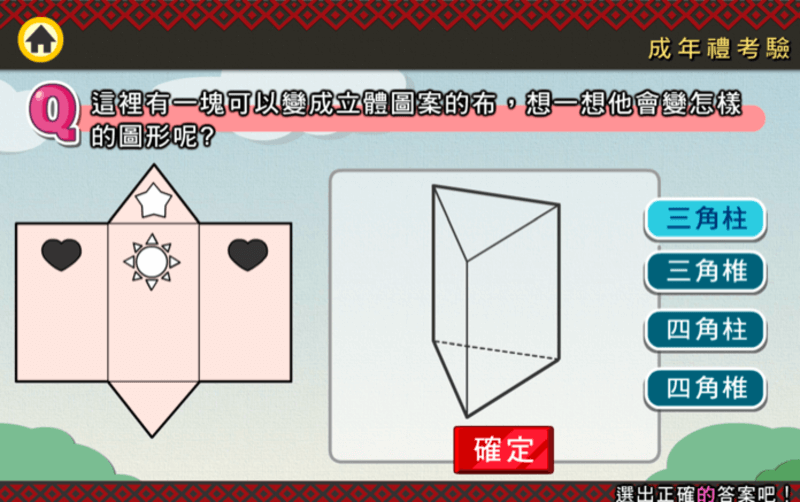 成年禮考驗
Q
這裡有一塊可以變成立體圖案的布，想一想他會變怎樣
的圖形呢?
三角柱
三角椎
四角柱
四角椎
確定
選出正確的答案吧！